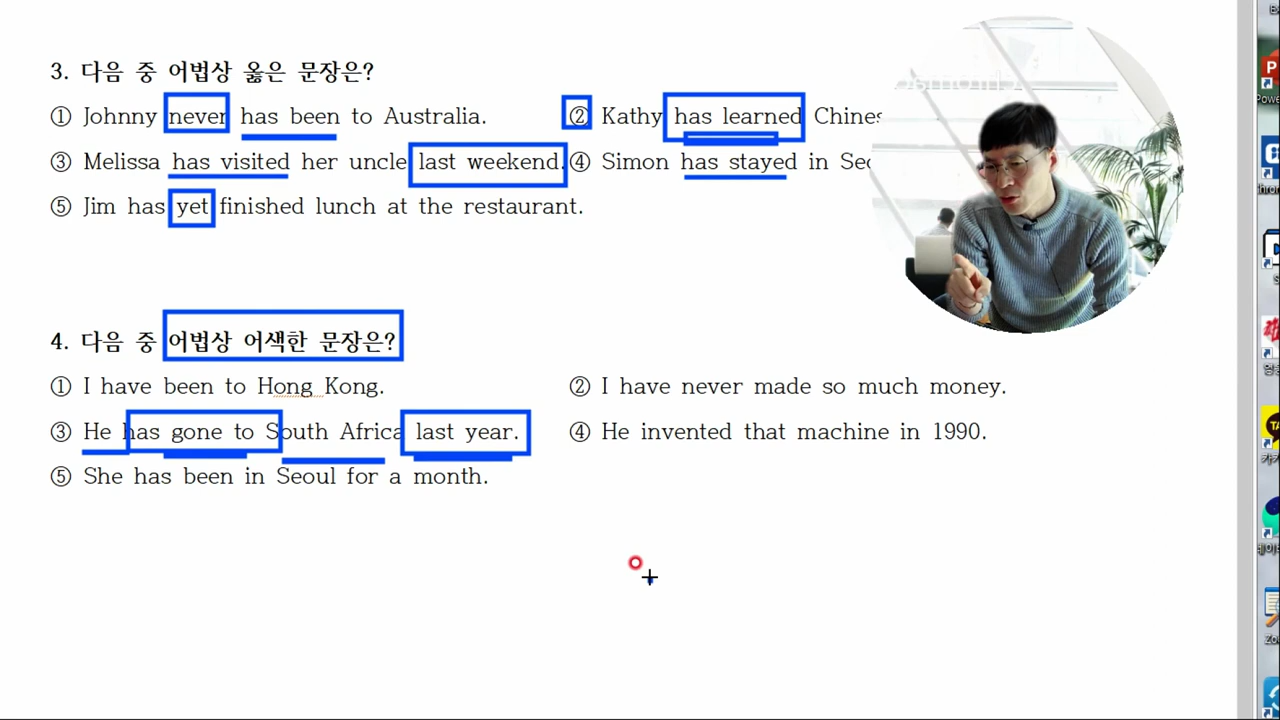 3. 다음 중 어법상 옳은 문장은?
① Johnny never has been to Australia. ② Kathy has learned
③ Melissa has visited her uncle last weekend. ④ Simon has stayed in
⑤ Jim has yet finished lunch at the restaurant.
4. 다음 중 어법상 어색한 문장은?
① I have been to Hong Kong. ② I have never made so much money.
③ He has gone to South Africa last year. ④ He invented that machine in 1990.
⑤ She has been in Seoul for a month.